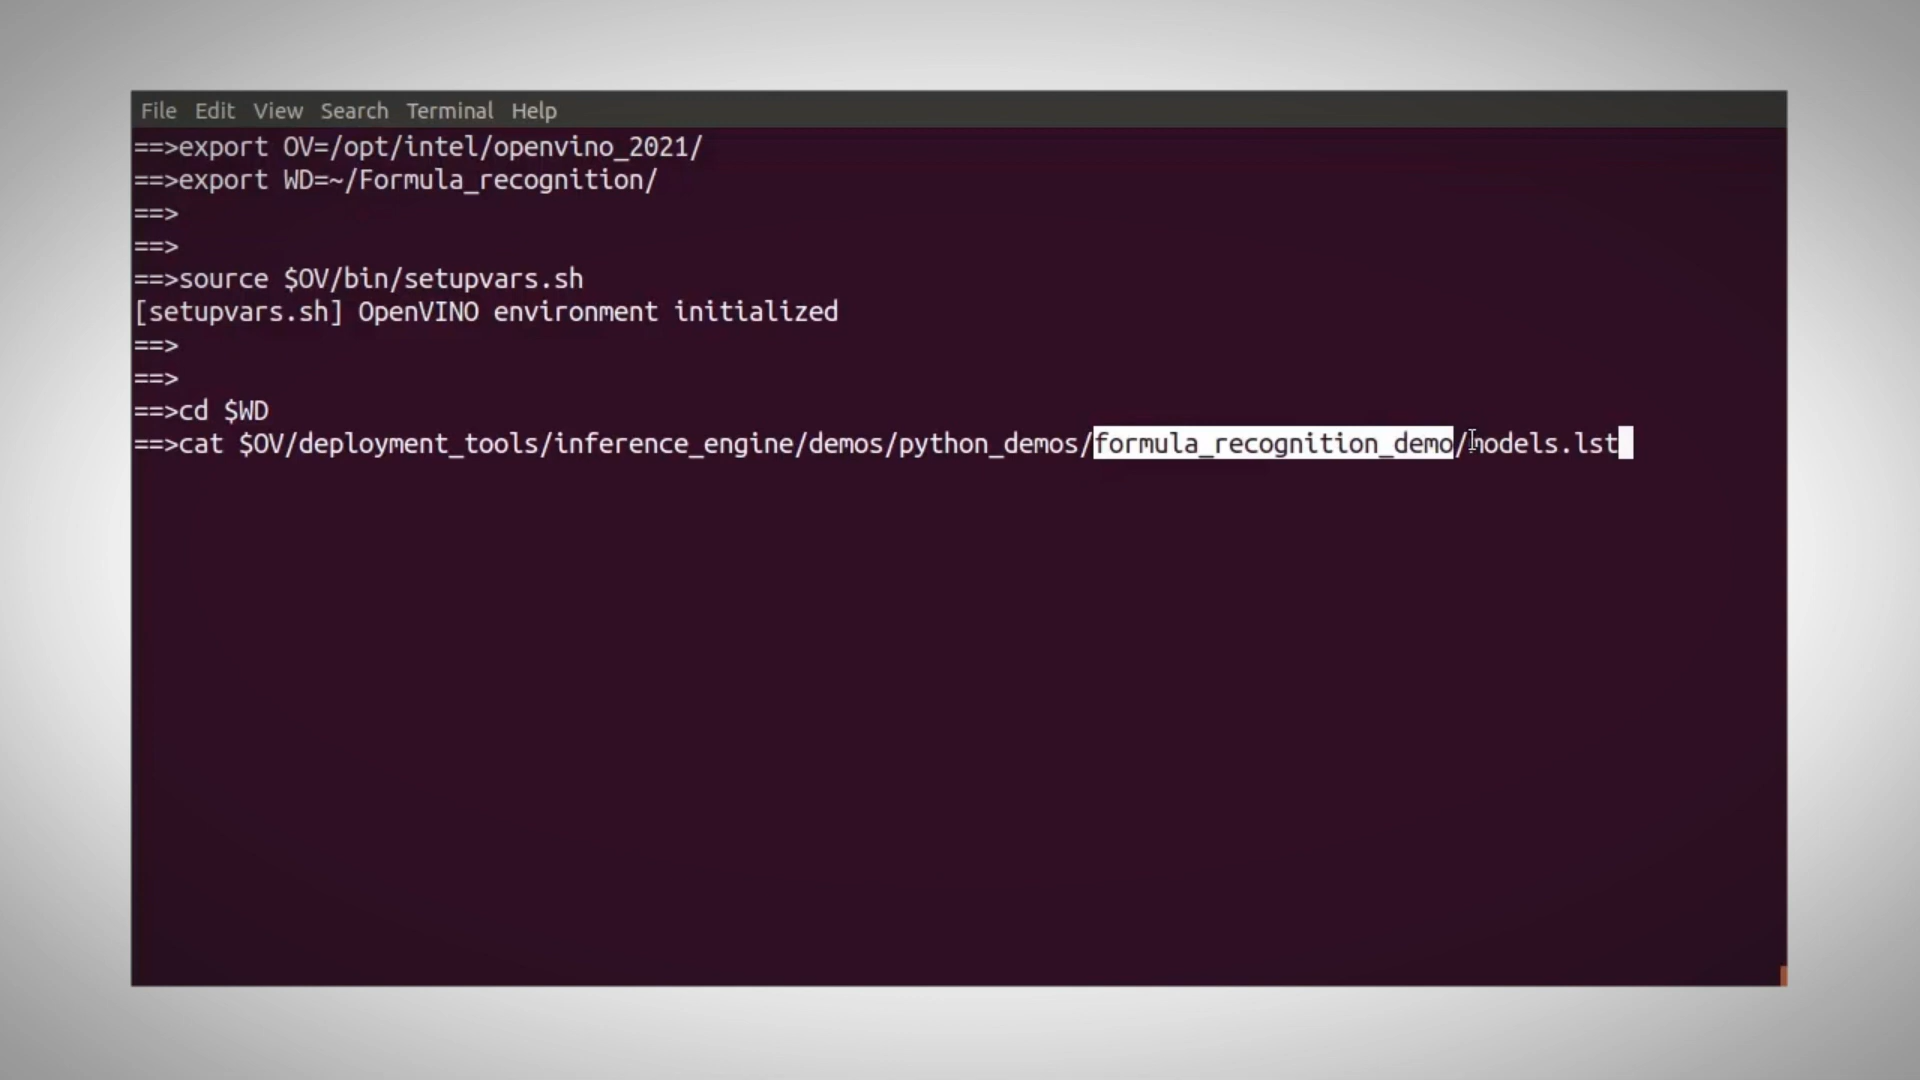 File Edit View Search Terminal Help
==>export OV=/opt/intel/openvino_2021/
==>export WD=~/Formula_recognition/
==>
==>
==>source $OV/bin/setupvars.sh
[setupvars.sh] OpenVINO environment initialized
==>
==>
==>cd $WD
==>cat $OV/deployment_tools/inference_engine/demos/python_demos/formula_recognition_demo/models.lst